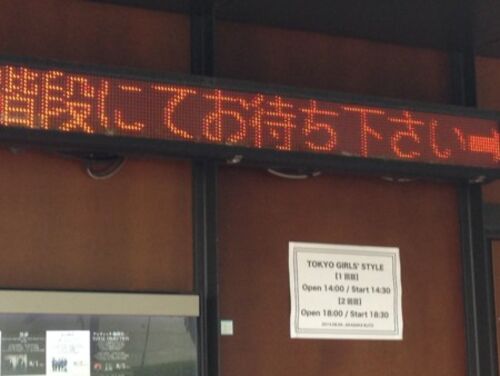 階段にてお待ち下さい
TOKYO GIRLS' STYLE
【1回目】
Open 14:00 / Start 14:30
【2回目】
Open 18:00 / Start 18:30